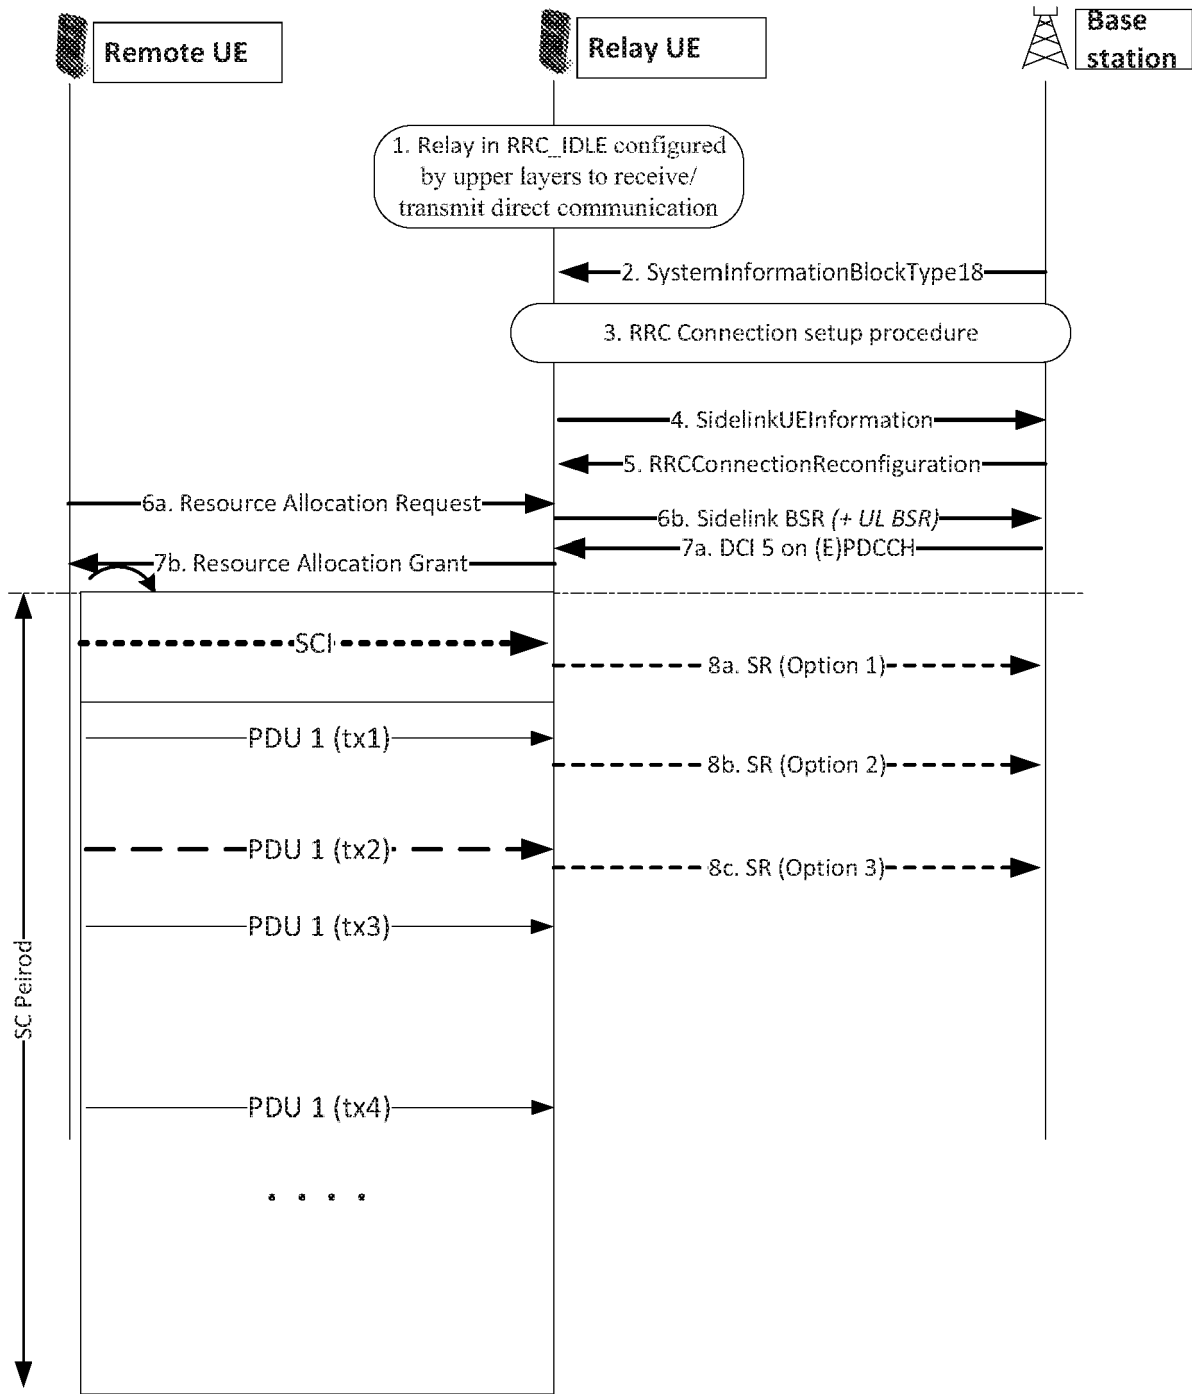 Remote UE
Relay UE
Base
station
1. Relay in RRC_IDLE configured
by upper layers to receive/
transmit direct communication
2. SystemInformationBlockType18
3. RRC Connection setup procedure
4. SidelinkUEInformation
5. RRCConnectionReconfiguration
6a. Resource Allocation Request
6b. Sidelink BSR (+ UL BSR)
7a. DCI 5 on (E)PDCCH
7b. Resource Allocation Grant
SCI
8a. SR (Option 1)
PDU 1 (tx1)
8b. SR (Option 2)
PDU 1 (tx2)
8c. SR (Option 3)
PDU 1 (tx3)
SC Peirod
PDU 1 (tx4)
. . . .